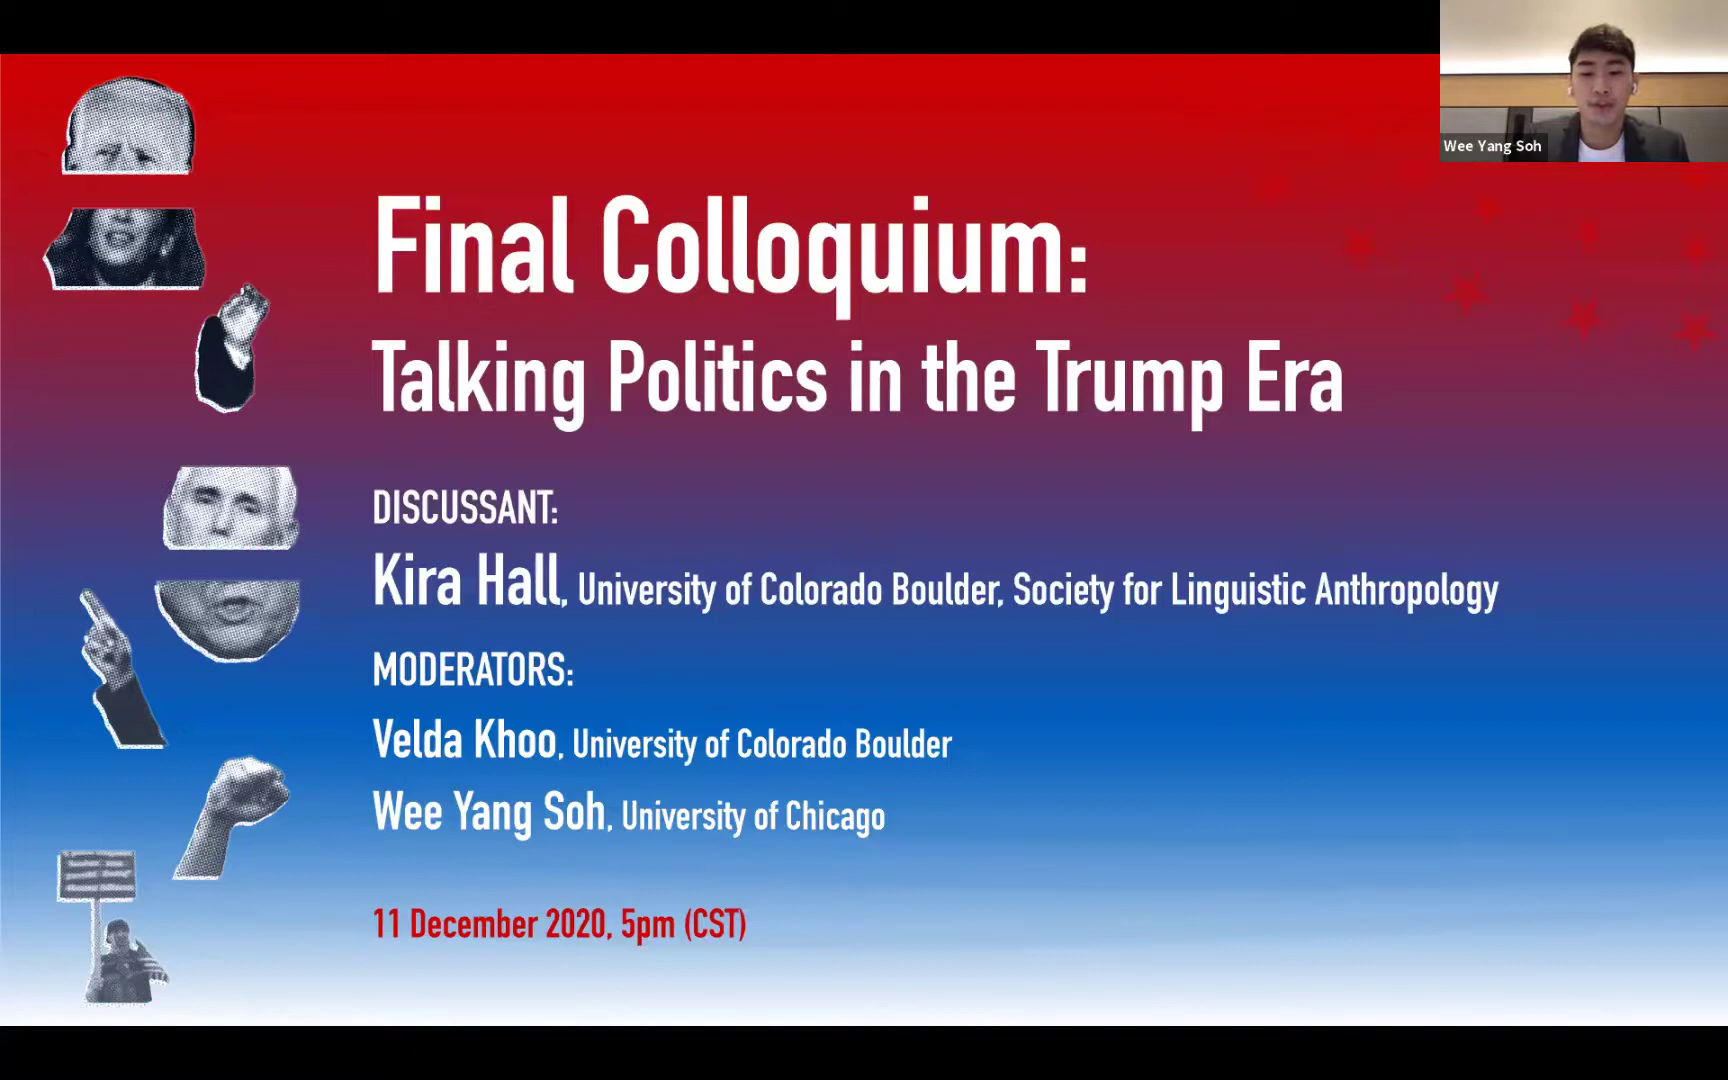 Wee Yang Soh
Final Colloquium:
Talking Politics in the Trump Era
DISCUSSANT:
Kira Hall, University of Colorado Boulder, Society for Linguistic Anthropology
MODERATORS:
Velda Khoo, University of Colorado Boulder
Wee Yang Soh, University of Chicago
11 December 2020, 5pm (CST)